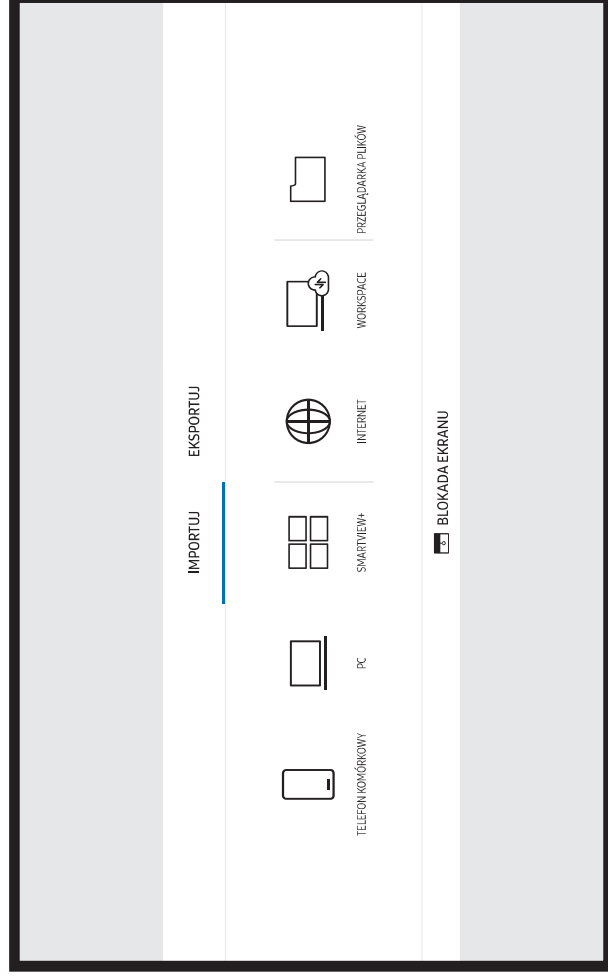 IMPORTUJ
EKSPORTUJ
TELEFON KOMÓRKOWY
PC
SMARTVIEW+
INTERNET
WORKSPACE
PRZEGLĄDARKA PLIKÓW
BLOKADA EKRANU